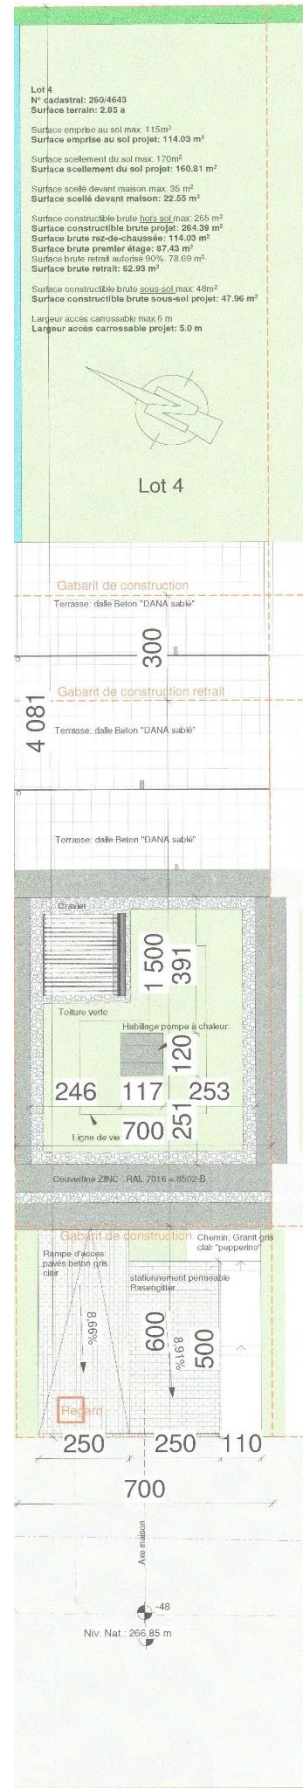 Lot 4
N° cadastral: 260/4643
Surface terrain: 2.85 a
Surface emprise au sol max: 115m²
Surface emprise au sol projet: 114.03 m²
Surface scellement du sol max: 170m²
Surface scellement du sol projet: 160.81 m²
Surface scellé devant maison max: 35 m²
Surface scellé devant maison: 22.55 m²
Surface constructible brute hors sol max: 265 m²
Surface constructible brute projet: 264.39 m²
Surface brute rez-de-chaussée: 114.03 m²
Surface brute premier étage: 87.43 m²
Surface brute retrait autorisé 90%: 78.69 m²
Surface brute retrait: 62.93 m²
Surface constructible brute sous-sol max: 48m²
Surface constructible brute sous-sol projet: 47.96 m²
Largeur accès carrossable max 6 m
Largeur accès carrossable projet: 5.0 m
N
Lot 4
Gabarit de construction
Terrasse: dalle Beton "DANA sablé"
300
Gabarit de construction retrait
4 081
Terrasse: dalle Beton "DANA sablé"
Terrasse: dalle Beton "DANA sablé"
Gravier
1 500
391
Toiture verte
Habillage pompe à chaleur:
120
246 117 253
Ligne de vie 700 251
Couvertine ZINC : RAL 7016 = 8502-B
Gabarit de construction
Chemin: Granit gris
clair "pepperino"
Rampe d'acces:
pavés beton gris
clair
stationnement perméable
Rasengitter
8,66%
600
8.91%
500
Regard
250 250 110
700
Axe maison
-48
Niv. Nat.: 266,85 m